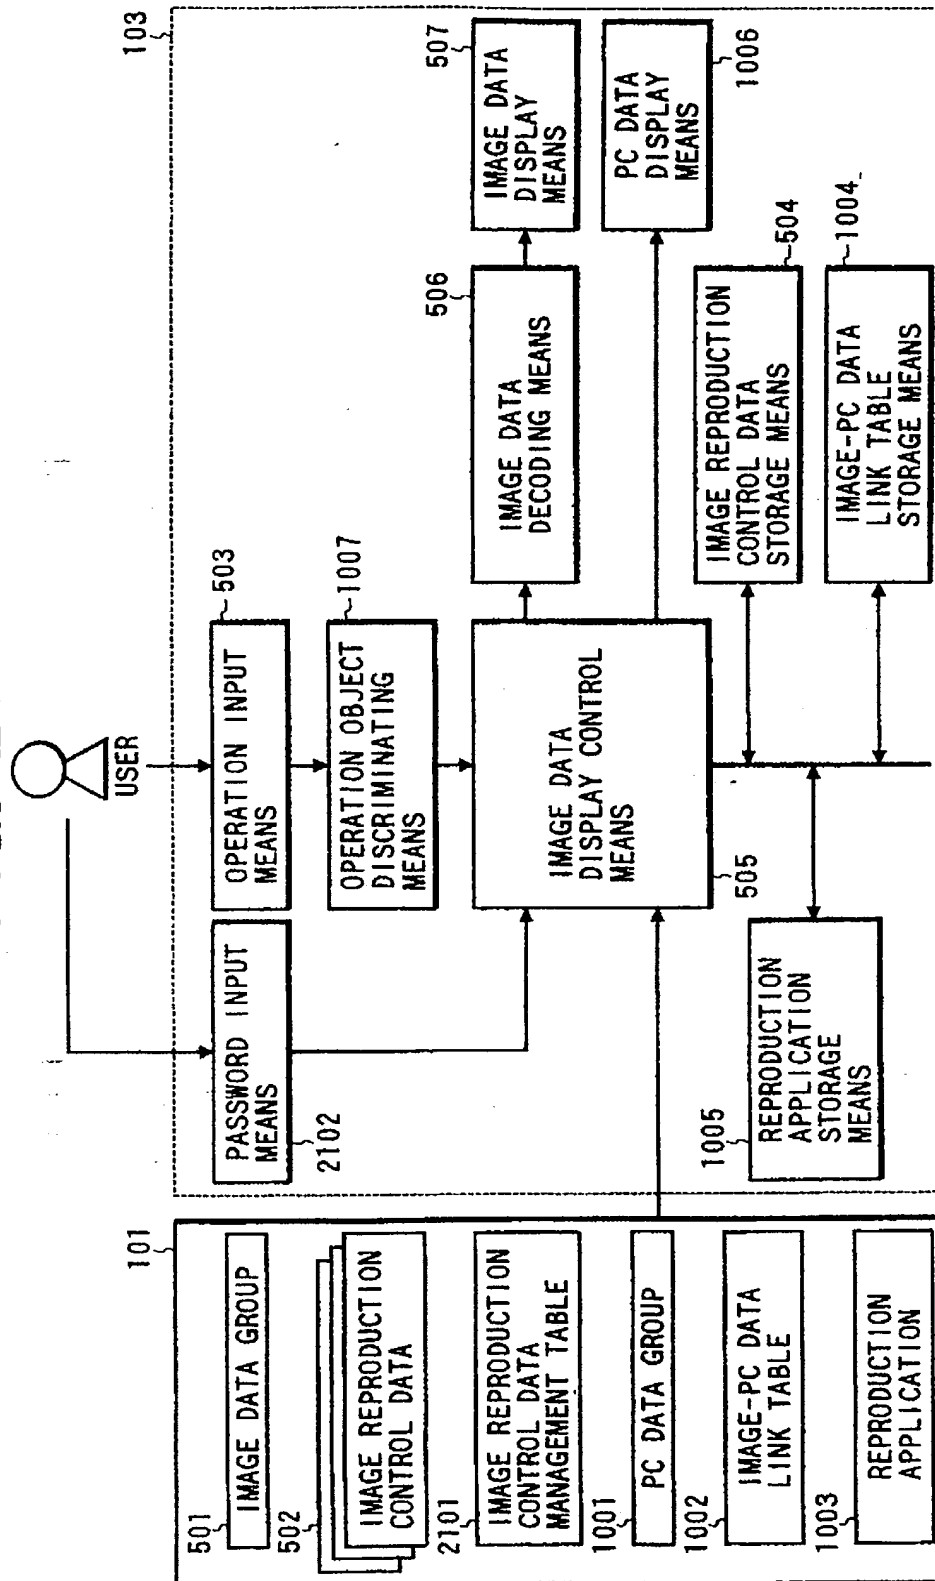 USER
103
101
501
IMAGE DATA GROUP
502
IMAGE REPRODUCTION
CONTROL DATA
2101
IMAGE REPRODUCTION
CONTROL DATA
MANAGEMENT TABLE
1001
PC DATA GROUP
1002
IMAGE-PC DATA
LINK TABLE
1003
REPRODUCTION
APPLICATION
PASSWORD INPUT
MEANS
2102
OPERATION INPUT
MEANS
503
OPERATION OBJECT
DISCRIMINATING
MEANS
1007
IMAGE DATA
DISPLAY CONTROL
MEANS
505
1005
REPRODUCTION
APPLICATION
STORAGE
MEANS
506
IMAGE DATA
DECODING MEANS
507
IMAGE DATA
DISPLAY
MEANS
PC DATA
DISPLAY
MEANS
1006
IMAGE REPRODUCTION
CONTROL DATA
STORAGE MEANS
504
IMAGE-PC DATA
LINK TABLE
STORAGE MEANS
1004